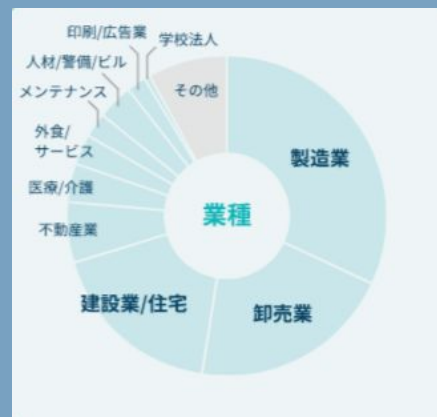 印刷/広告業
学校法人
人材/警備/ビル
メンテナンス
外食/
サービス
医療/介護
不動産業
建設業/住宅
卸売業
製造業
その他
業種